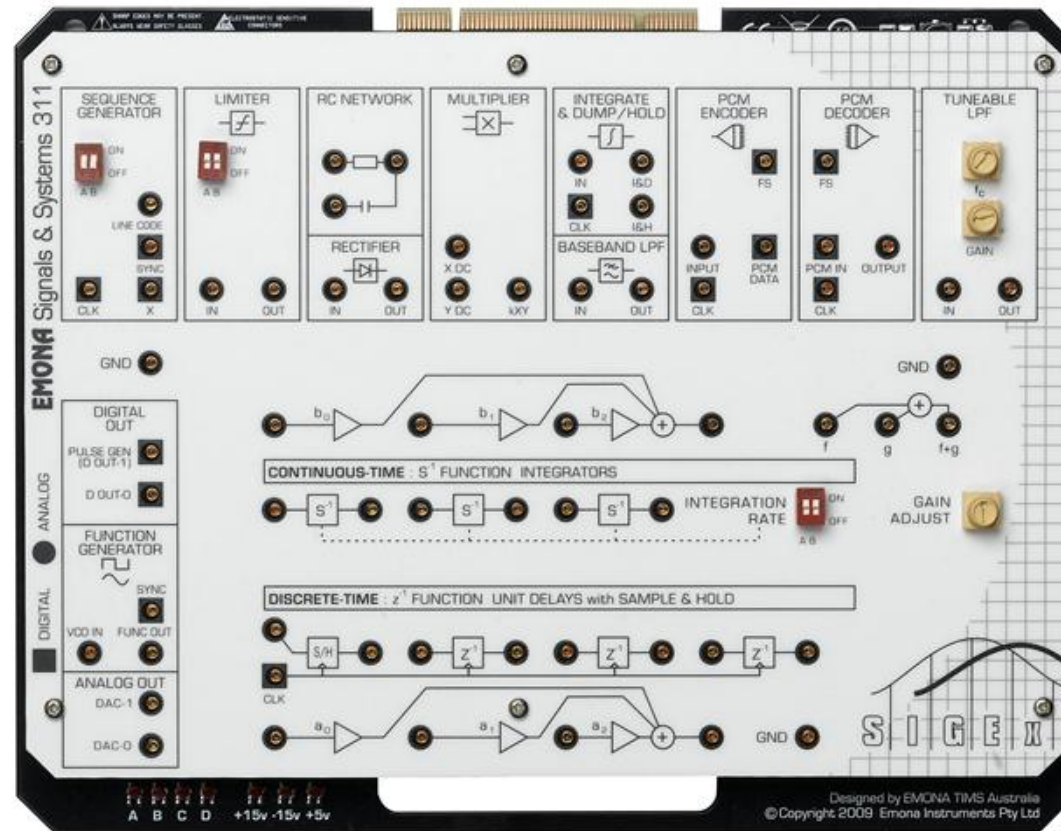 SHARP EDGES MAY BE PRESENT
ALWAYS WEAR SAFETY GLASSES
ELECTROSTATIC SENSITIVE
CONNECTORS
EMONA Signals & Systems 311
SEQUENCE
GENERATOR
ON
OFF
A B
LINE CODE
SYNC
CLK
X
LIMITER
ON
OFF
A B
IN
OUT
RC NETWORK
RECTIFIER
IN
OUT
MULTIPLIER
X
X DC
Y DC
kXY
INTEGRATE
& DUMP/HOLD
∫
IN
I&D
CLK
I&H
BASEBAND LPF
IN
OUT
PCM
ENCODER
FS
INPUT
PCM
DATA
CLK
PCM
DECODER
FS
PCM IN
OUTPUT
CLK
TUNEABLE
LPF
fc
GAIN
IN
OUT
GND
GND
DIGITAL
OUT
PULSE GEN
(D OUT-1)
D OUT-0
FUNCTION
GENERATOR
SYNC
VCO IN
FUNC OUT
ANALOG OUT
DAC-1
DAC-0
DIGITAL
ANALOG
b0
b1
b2
+
+
f
g
f+g
CONTINUOUS-TIME : S⁻¹ FUNCTION INTEGRATORS
S⁻¹
S⁻¹
S⁻¹
INTEGRATION
RATE
ON
OFF
A B
GAIN
ADJUST
DISCRETE-TIME : z⁻¹ FUNCTION UNIT DELAYS with SAMPLE & HOLD
S/H
Z⁻¹
Z⁻¹
Z⁻¹
CLK
a0
a1
a2
+
GND
SIGEx
A B C D +15v -15v +5v
Designed by EMONA TIMS Australia
© Copyright 2009 Emona Instruments Pty Ltd